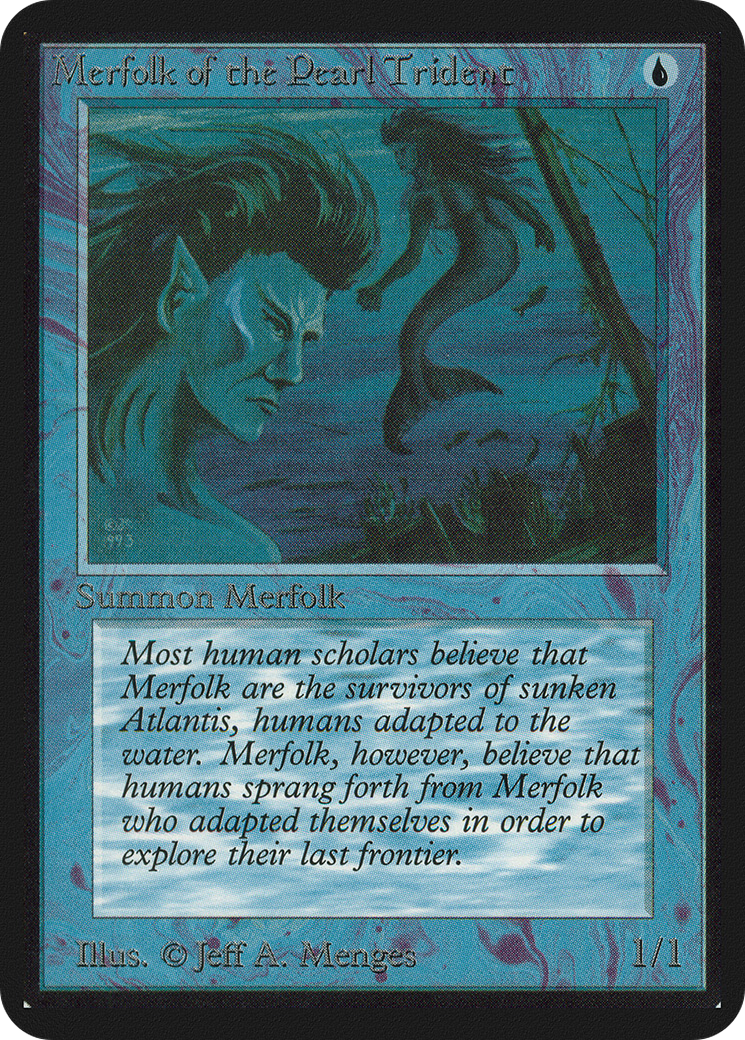 Merfolk of the Pearl Trident
Summon Merfolk
Most human scholars believe that
Merfolk are the survivors of sunken
Atlantis, humans adapted to the
water. Merfolk, however, believe that
humans sprang forth from Merfolk
who adapted themselves in order to
explore their last frontier.
Illus. © Jeff A. Menges
1/1